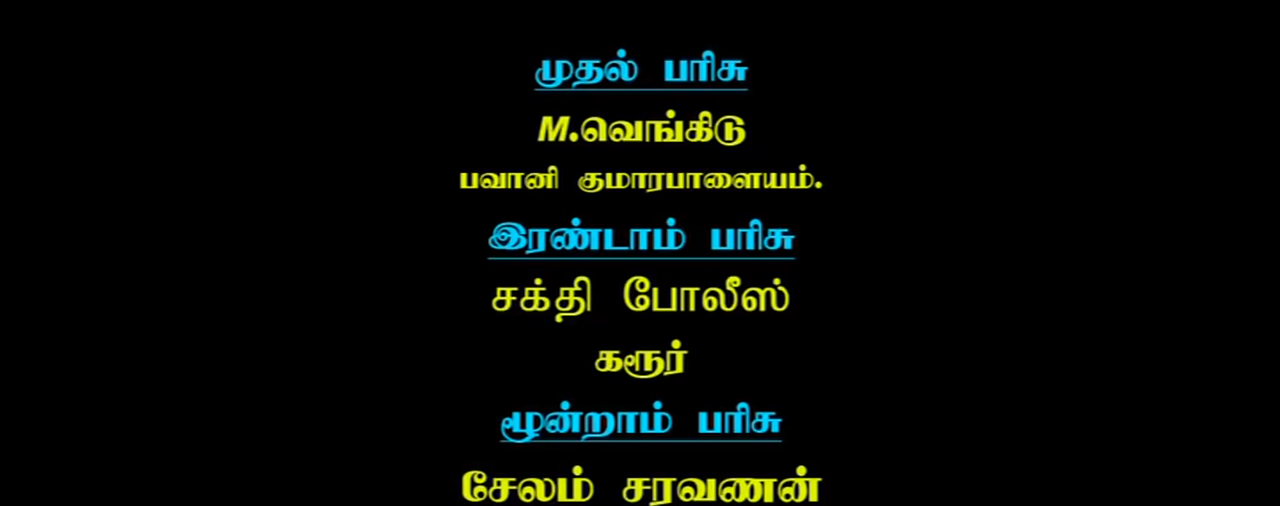 முதல் பரிசு
M.வெங்கிடு
பவானி குமாரபாளையம்.
இரண்டாம் பரிசு
சக்தி போலீஸ்
கரூர்
மூன்றாம் பரிசு
சேலம் சரவணன்